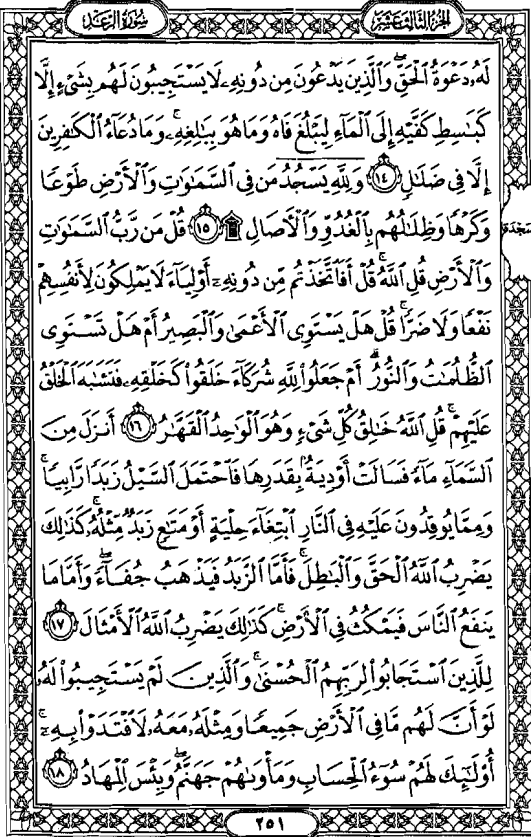 الجزء الثالث عشر
سورة الرعد
لَهُۥ دَعْوَةُ ٱلْحَقِّ ۖ وَٱلَّذِينَ يَدْعُونَ مِن دُونِهِۦ لَا يَسْتَجِيبُونَ لَهُم بِشَىْءٍ إِلَّا
كَبَـٰسِطِ كَفَّيْهِ إِلَى ٱلْمَآءِ لِيَبْلُغَ فَاهُ وَمَا هُوَ بِبَـٰلِغِهِۦ ۚ وَمَا دُعَآءُ ٱلْكَـٰفِرِينَ
إِلَّا فِى ضَلَـٰلٍ ١٤ وَلِلَّهِ يَسْجُدُ مَن فِى ٱلسَّمَـٰوَٰتِ وَٱلْأَرْضِ طَوْعًا
وَكَرْهًا وَظِلَـٰلُهُم بِٱلْغُدُوِّ وَٱلْـَٔاصَالِ ۩ ١٥ قُلْ مَن رَّبُّ ٱلسَّمَـٰوَٰتِ
سجدة
وَٱلْأَرْضِ قُلِ ٱللَّهُ ۚ قُلْ أَفَٱتَّخَذْتُم مِّن دُونِهِۦٓ أَوْلِيَآءَ لَا يَمْلِكُونَ لِأَنفُسِهِمْ
نَفْعًا وَلَا ضَرًّا ۚ قُلْ هَلْ يَسْتَوِى ٱلْأَعْمَىٰ وَٱلْبَصِيرُ أَمْ هَلْ تَسْتَوِى
ٱلظُّلُمَـٰتُ وَٱلنُّورُ ۗ أَمْ جَعَلُوا۟ لِلَّهِ شُرَكَآءَ خَلَقُوا۟ كَخَلْقِهِۦ فَتَشَـٰبَهَ ٱلْخَلْقُ
عَلَيْهِمْ ۚ قُلِ ٱللَّهُ خَـٰلِقُ كُلِّ شَىْءٍ وَهُوَ ٱلْوَٰحِدُ ٱلْقَهَّـٰرُ ١٦ أَنزَلَ مِنَ
ٱلسَّمَآءِ مَآءً فَسَالَتْ أَوْدِيَةٌۢ بِقَدَرِهَا فَٱحْتَمَلَ ٱلسَّيْلُ زَبَدًا رَّابِيًا ۚ
وَمِمَّا يُوقِدُونَ عَلَيْهِ فِى ٱلنَّارِ ٱبْتِغَآءَ حِلْيَةٍ أَوْ مَتَـٰعٍ زَبَدٌ مِّثْلُهُۥ ۚ كَذَٰلِكَ
يَضْرِبُ ٱللَّهُ ٱلْحَقَّ وَٱلْبَـٰطِلَ ۚ فَأَمَّا ٱلزَّبَدُ فَيَذْهَبُ جُفَآءً ۖ وَأَمَّا مَا
يَنفَعُ ٱلنَّاسَ فَيَمْكُثُ فِى ٱلْأَرْضِ ۚ كَذَٰلِكَ يَضْرِبُ ٱللَّهُ ٱلْأَمْثَالَ ١٧
لِلَّذِينَ ٱسْتَجَابُوا۟ لِرَبِّهِمُ ٱلْحُسْنَىٰ ۚ وَٱلَّذِينَ لَمْ يَسْتَجِيبُوا۟ لَهُۥ
لَوْ أَنَّ لَهُم مَّا فِى ٱلْأَرْضِ جَمِيعًا وَمِثْلَهُۥ مَعَهُۥ لَٱفْتَدَوْا۟ بِهِۦٓ ۚ
أُو۟لَـٰٓئِكَ لَهُمْ سُوٓءُ ٱلْحِسَابِ وَمَأْوَىٰهُمْ جَهَنَّمُ ۖ وَبِئْسَ ٱلْمِهَادُ ١٨
٢٥١